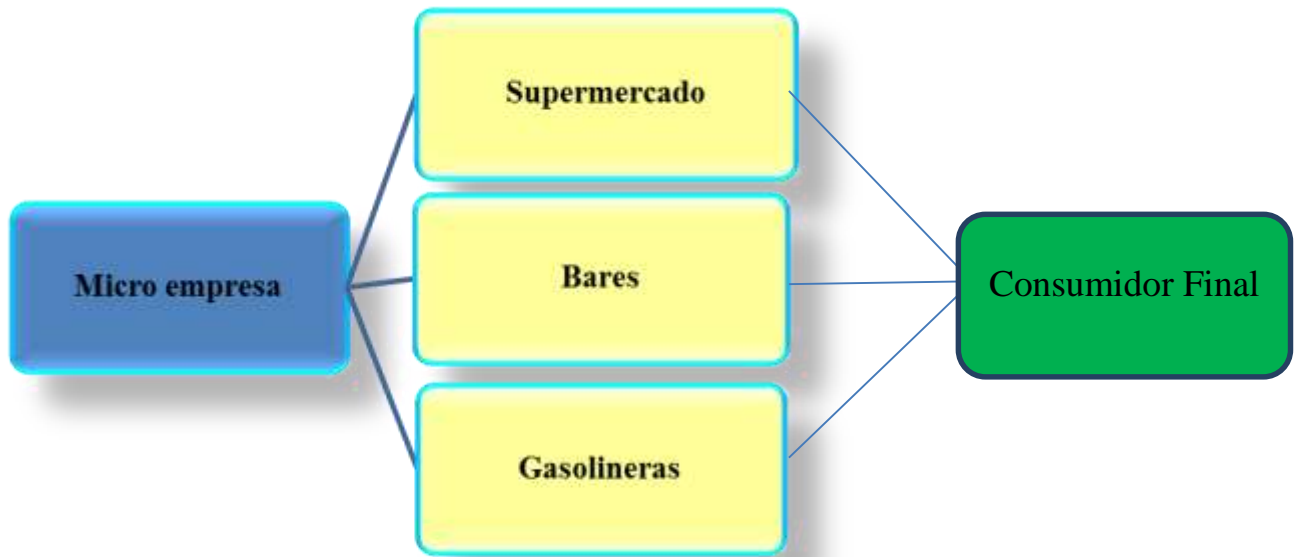 Supermercado
Micro empresa
Bares
Consumidor Final
Gasolineras